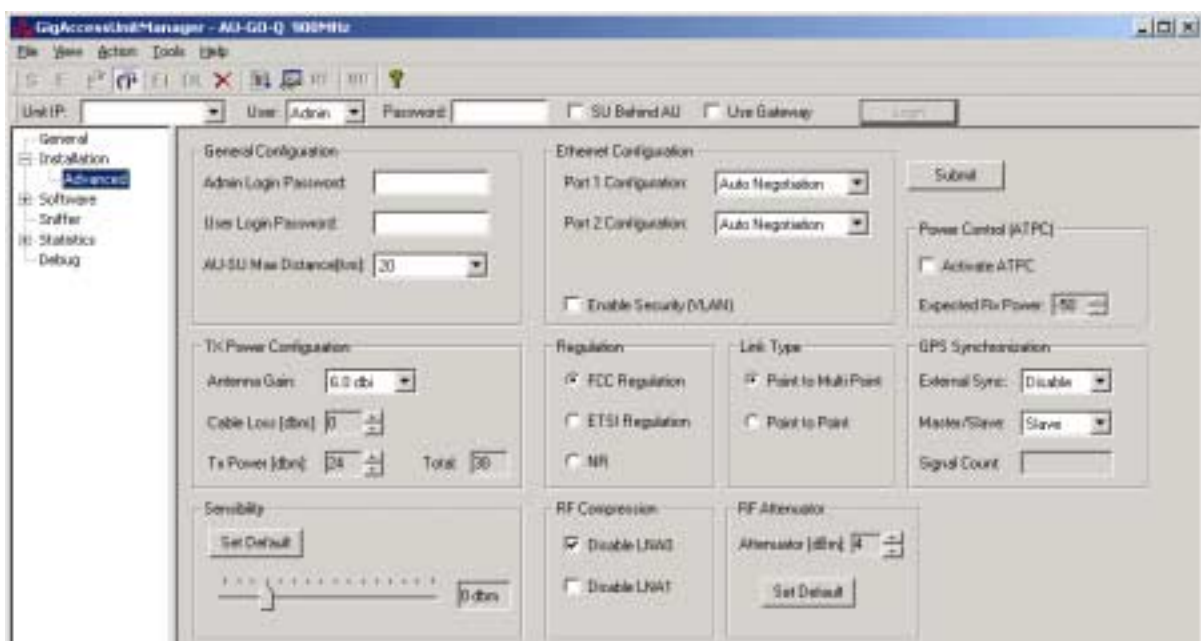 GigAccessUnitManager - AU-GD-Q 900MHz
File View Action Tools Help
Unit IP: User: Admin Password: SU Behind AU Use Gateway Login
General
Installation
Advanced
Software
Sniffer
Statistics
Debug
General Configuration
Admin Login Password:
User Login Password:
AU-SU Max Distance[km]: 20
Ethernet Configuration
Port 1 Configuration: Auto Negotiation
Port 2 Configuration: Auto Negotiation
Enable Security (VLAN)
Submit
Power Control (ATPC)
Activate ATPC
Expected Rx Power: -50
TX Power Configuration
Antenna Gain: 6.0 dbi
Cable Loss [dbm]: 0
Tx Power [dbm]: 24 Total: 30
Regulation
FCC Regulation
ETSI Regulation
NR
Link Type
Point to Multi Point
Point to Point
GPS Synchronization
External Sync: Disable
Master/Slave: Slave
Signal Count
Sensibility
Set Default
0 dbm
RF Compression
Disable LNA0
Disable LNA1
RF Attenuator
Attenuator [dBm]: 4
Set Default